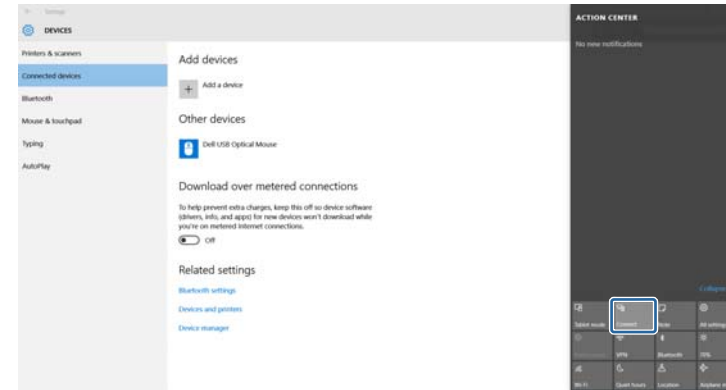 Settings
DEVICES
Printers & scanners
Connected devices
Bluetooth
Mouse & touchpad
Typing
AutoPlay
Add devices
Add a device
Other devices
Dell USB Optical Mouse
Download over metered connections
To help prevent extra charges, keep this off so device software
(drivers, info, and apps) for new devices won't download while
you're on metered Internet connections.
Off
Related settings
Bluetooth settings
Devices and printers
Device manager
ACTION CENTER
No new notifications
Collapse
Tablet mode Connect Note All settings
VPN Bluetooth 70%
Wi-Fi Quiet hours Location Airplane